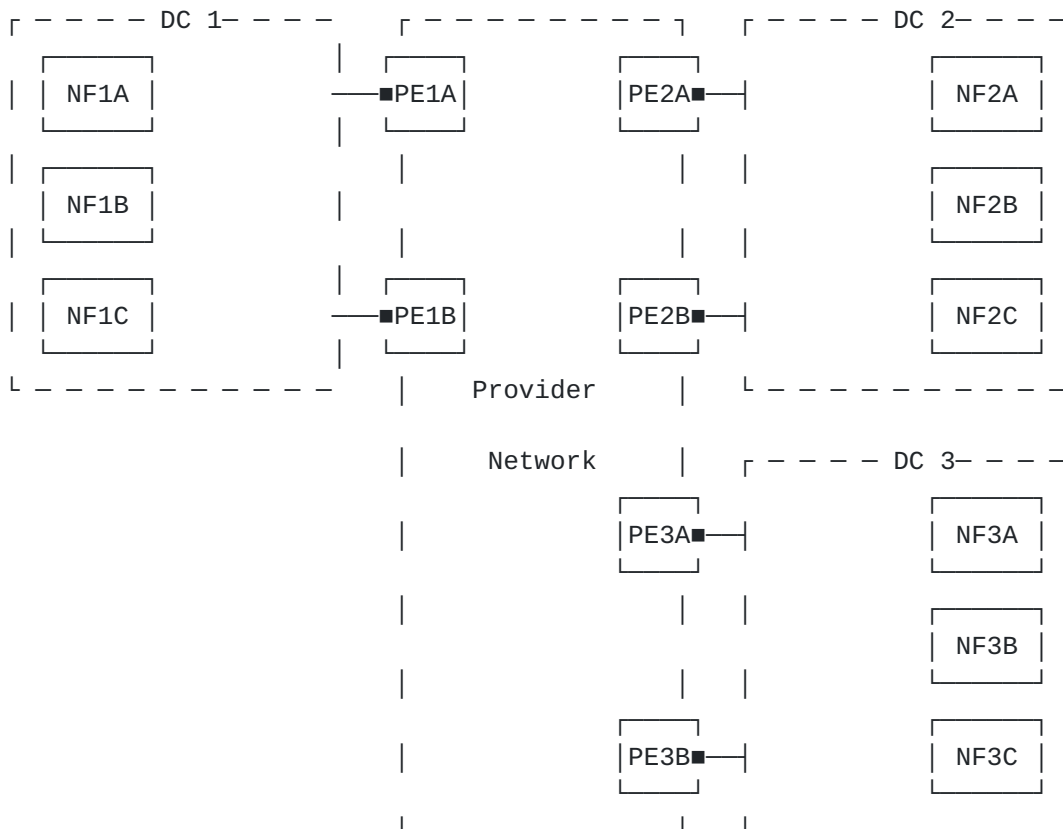 DC 1 DC 2
NF1A PE1A PE2A NF2A
NF1B NF2B
NF1C PE1B PE2B NF2C
Provider
Network DC 3
PE3A NF3A
NF3B
PE3B NF3C